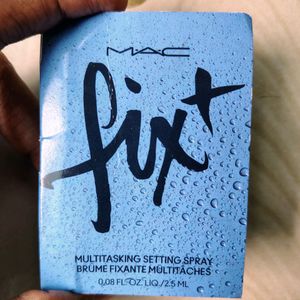 MAC
fix+
MULTITASKING SETTING SPRAY
BRUME FIXANTE MULTITÂCHES
0.08 FL. OZ. LIQ./2.5 ML